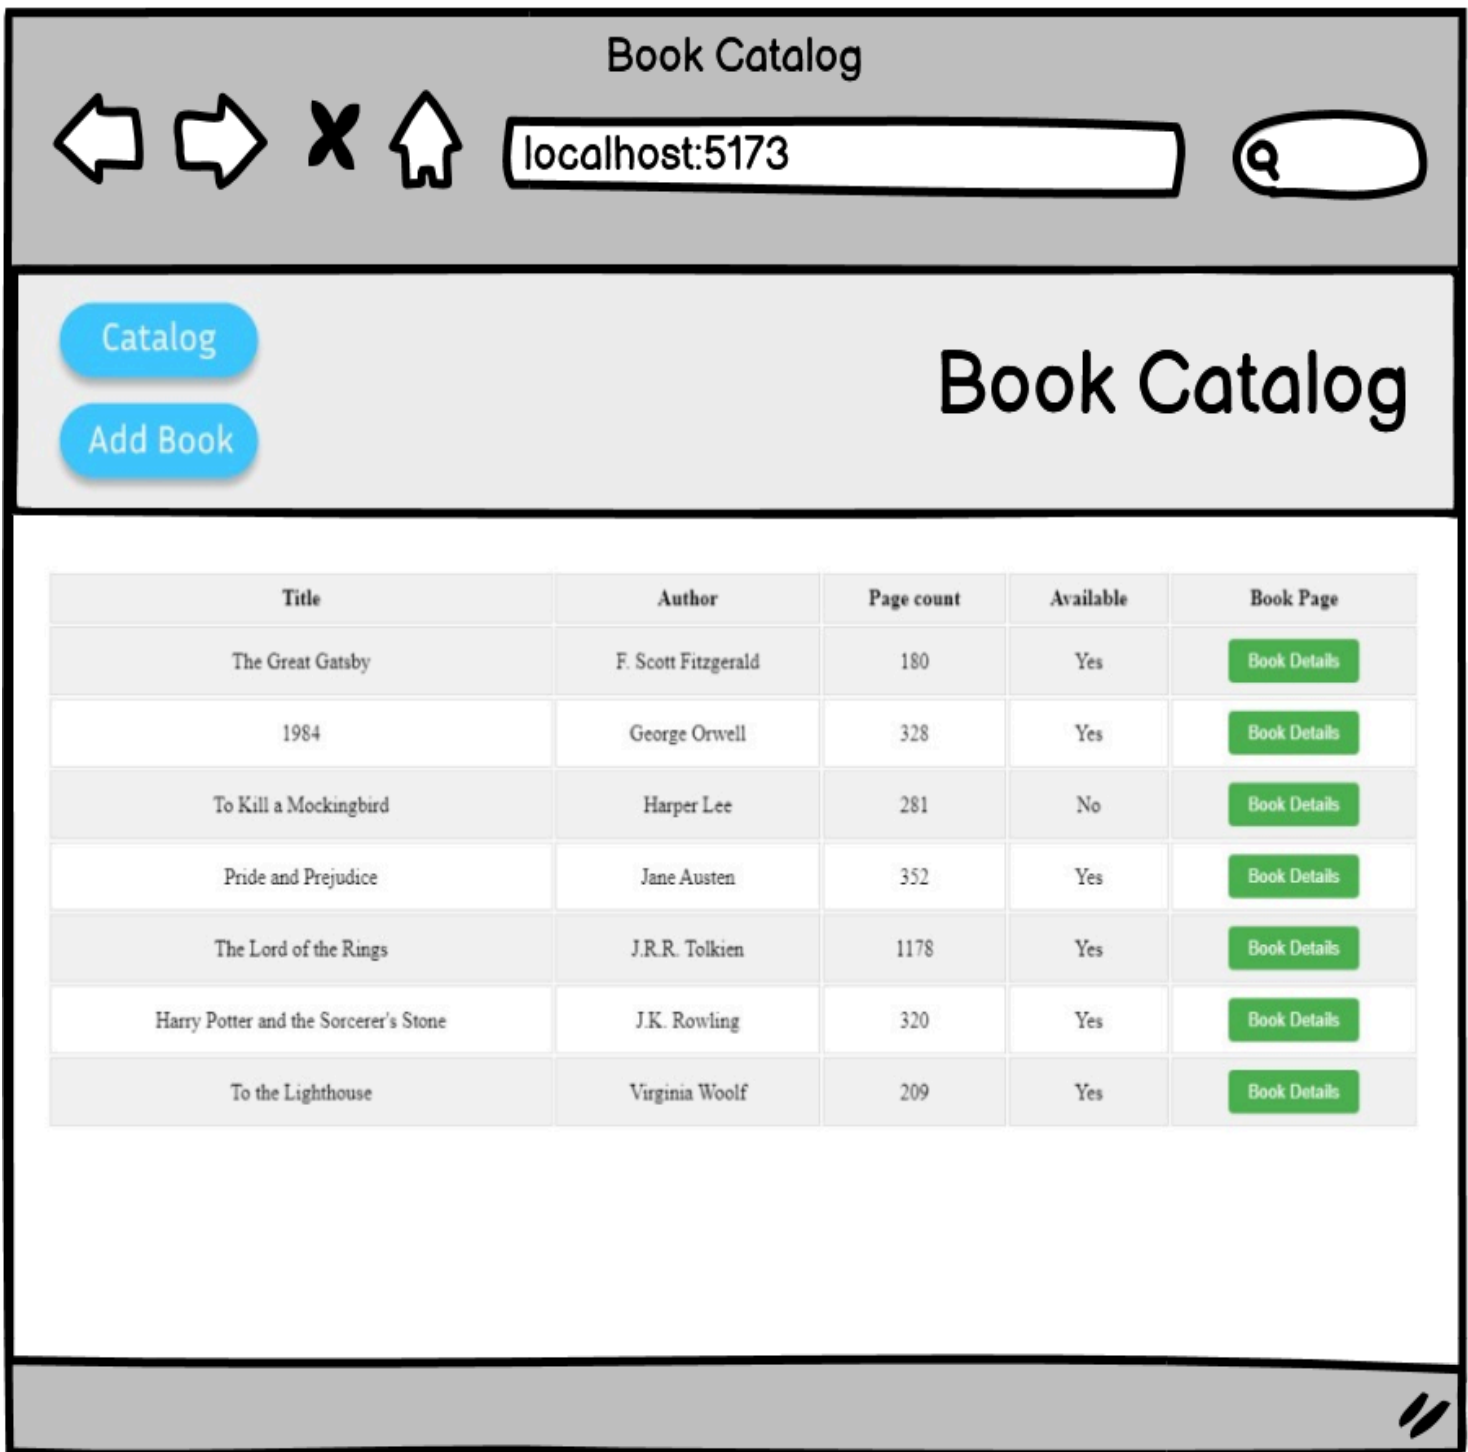 Book Catalog
localhost:5173
Catalog
Book Catalog
Add Book
Title Author Page count Available Book Page
The Great Gatsby F. Scott Fitzgerald 180 Yes Book Details
1984 George Orwell 328 Yes Book Details
To Kill a Mockingbird Harper Lee 281 No Book Details
Pride and Prejudice Jane Austen 352 Yes Book Details
The Lord of the Rings J.R.R. Tolkien 1178 Yes Book Details
Harry Potter and the Sorcerer's Stone J.K. Rowling 320 Yes Book Details
To the Lighthouse Virginia Woolf 209 Yes Book Details